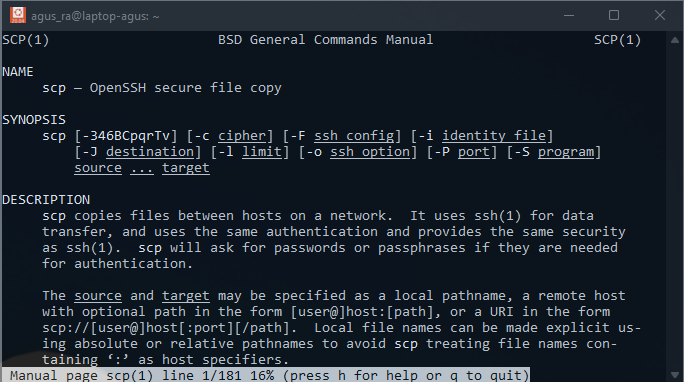 agus_ra@laptop-agus: ~
SCP(1) BSD General Commands Manual SCP(1)
NAME
scp — OpenSSH secure file copy
SYNOPSIS
scp [-346BCpqrTv] [-c cipher] [-F ssh_config] [-i identity_file]
[-J destination] [-l limit] [-o ssh_option] [-P port] [-S program]
source ... target
DESCRIPTION
scp copies files between hosts on a network. It uses ssh(1) for data
transfer, and uses the same authentication and provides the same security
as ssh(1). scp will ask for passwords or passphrases if they are needed
for authentication.
The source and target may be specified as a local pathname, a remote host
with optional path in the form [user@]host:[path], or a URI in the form
scp://[user@]host[:port][/path]. Local file names can be made explicit us-
ing absolute or relative pathnames to avoid scp treating file names con-
taining ‘:’ as host specifiers.
Manual page scp(1) line 1/181 16% (press h for help or q to quit)